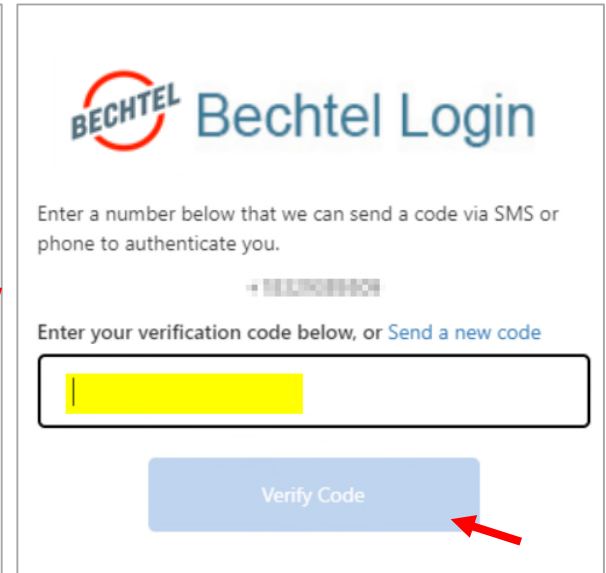 BECHTEL BECHTEL Bechtel Login
Enter a number below that we can send a code via SMS or
phone to authenticate you.
Enter your verification code below, or Send a new code
Verify Code